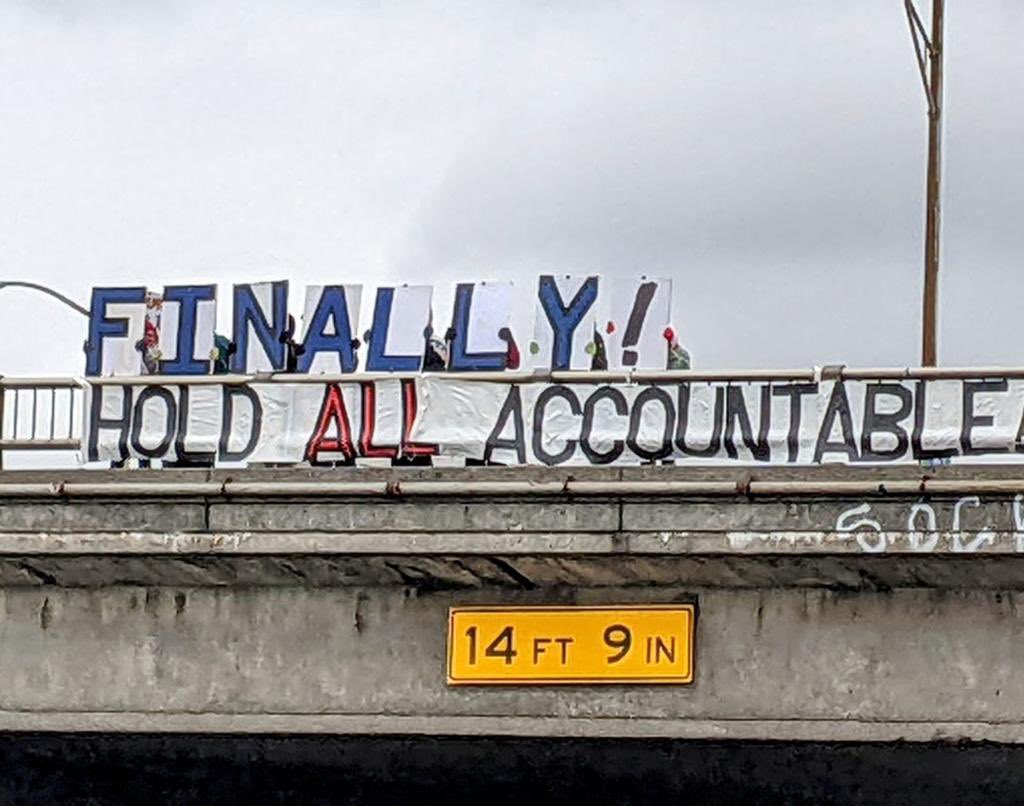 FINALLY!
HOLD ALL ACCOUNTABLE
14 FT 9 IN